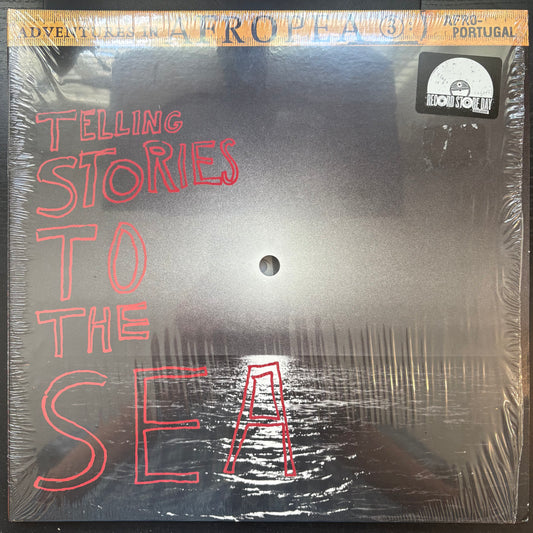 ADVENTURES IN AFROPEA 3: AFRO-PORTUGAL
RECORD STORE DAY
TELLING
STORIES
TO
THE
SEA